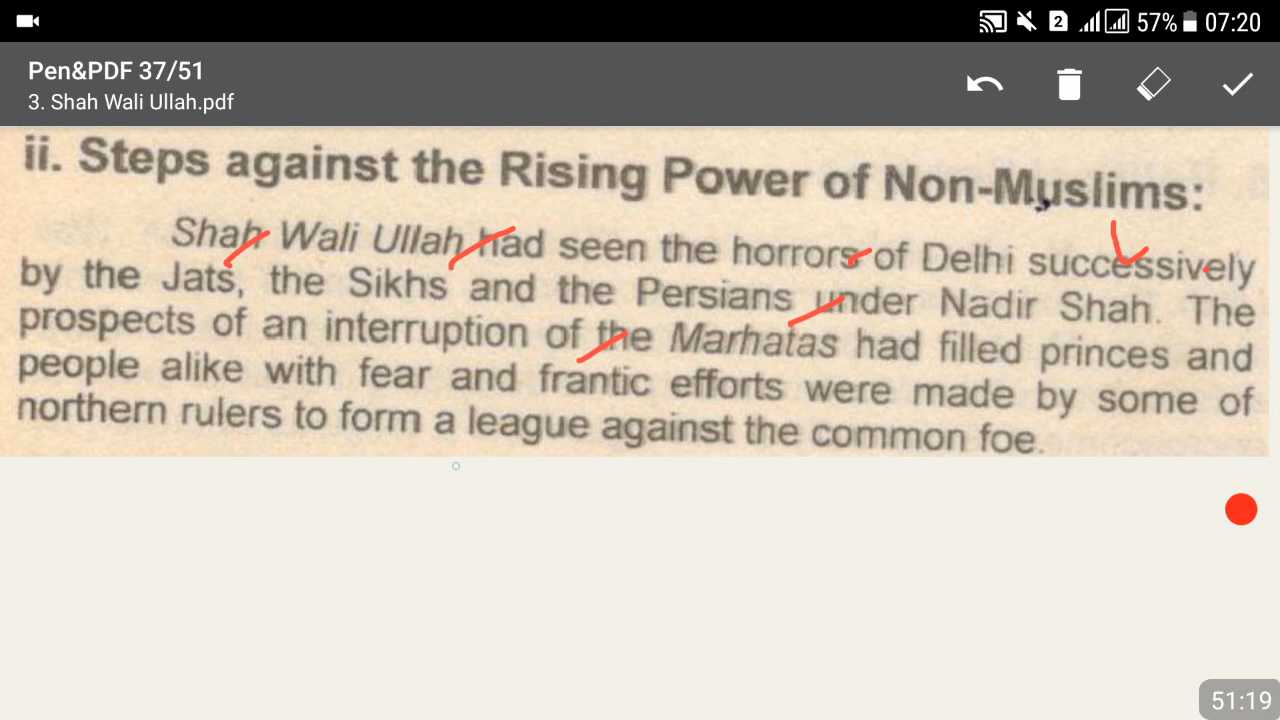 2 57% 07:20
Pen&PDF 37/51
3. Shah Wali Ullah.pdf
ii. Steps against the Rising Power of Non-Muslims:
Shah Wali Ullah had seen the horrors of Delhi successively
by the Jats, the Sikhs and the Persians under Nadir Shah. The
prospects of an interruption of the Marhatas had filled princes and
people alike with fear and frantic efforts were made by some of
northern rulers to form a league against the common foe.
51:19